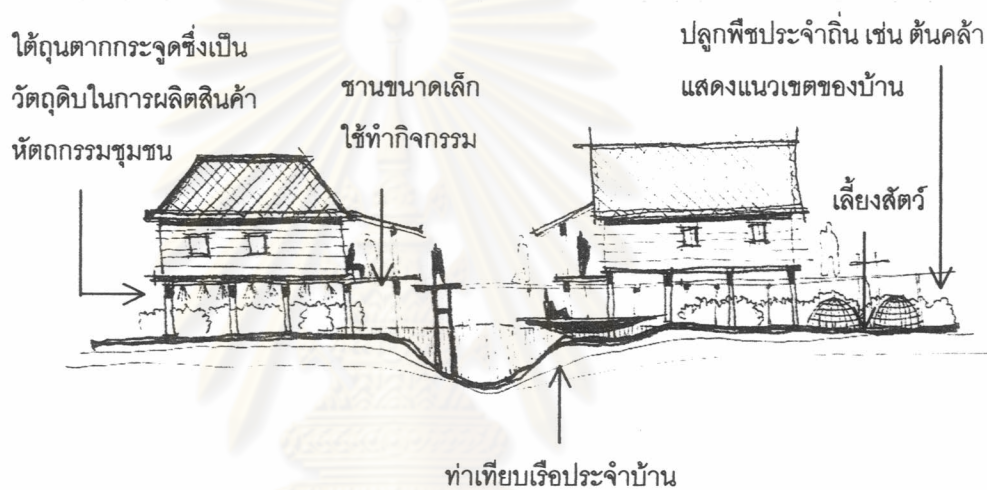 ใต้ถุนตากกระจูดซึ่งเป็น
วัตถุดิบในการผลิตสินค้า
หัตถกรรมชุมชน
ชานขนาดเล็ก
ใช้ทำกิจกรรม
ปลูกพืชประจำถิ่น เช่น ต้นคล้า
แสดงแนวเขตของบ้าน
เลี้ยงสัตว์
ท่าเทียบเรือประจำบ้าน